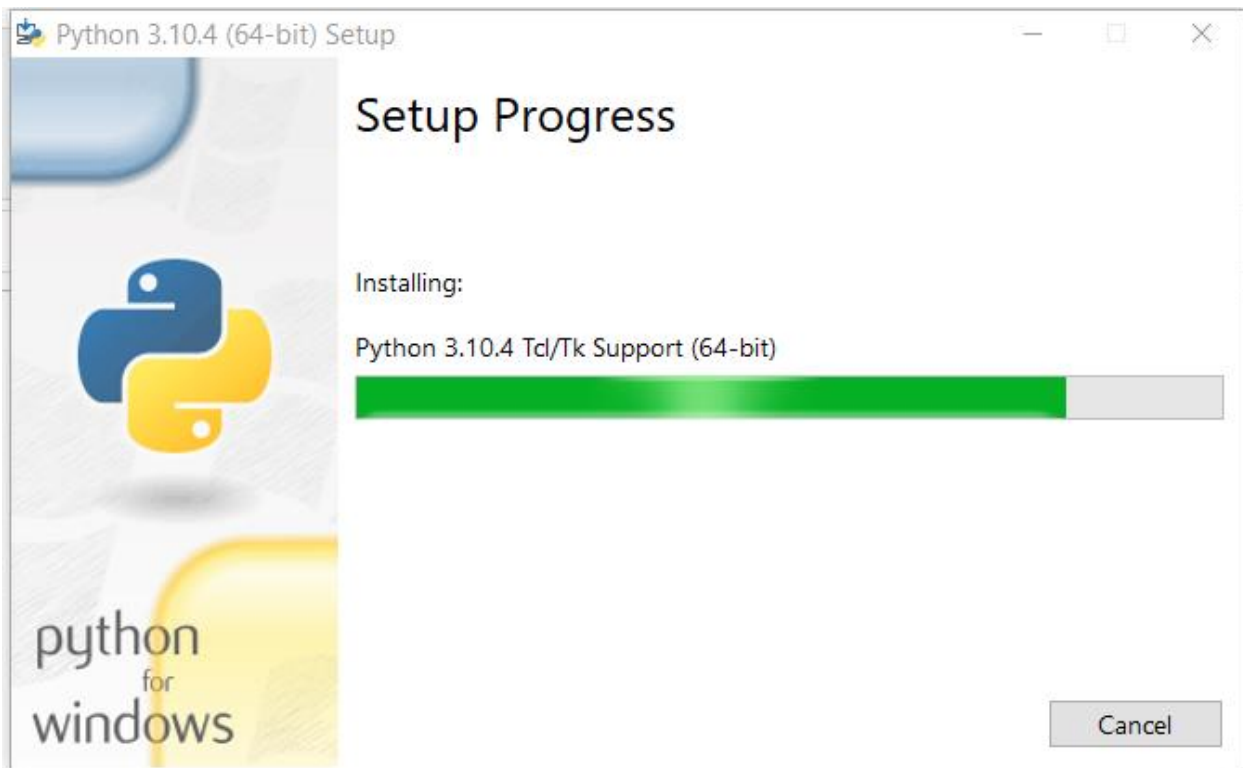 Python 3.10.4 (64-bit) Setup
Setup Progress
Installing:
Python 3.10.4 Tcl/Tk Support (64-bit)
python
for
windows
Cancel